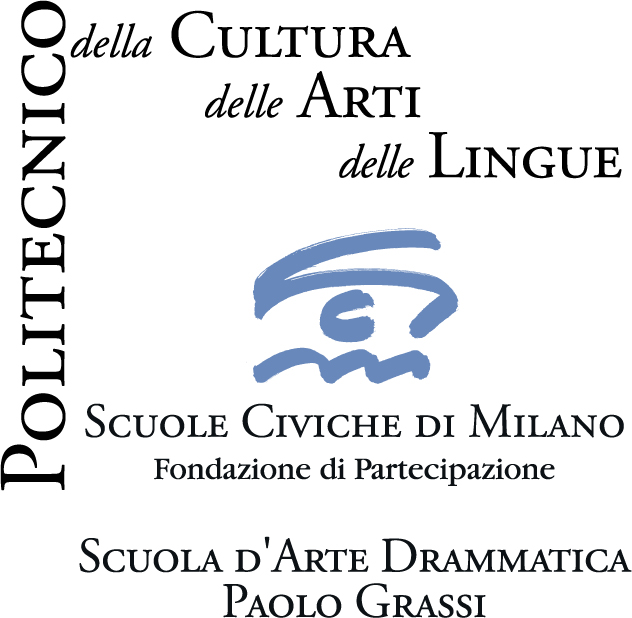 POLITECNICO
della CULTURA
delle ARTI
delle LINGUE
SCUOLE CIVICHE DI MILANO
Fondazione di Partecipazione
SCUOLA D'ARTE DRAMMATICA
PAOLO GRASSI